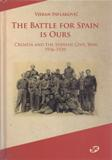 VJERAN PAVLAKOVIĆ
THE BATTLE FOR SPAIN
IS OURS
CROATIA AND THE SPANISH CIVIL WAR
1936-1939